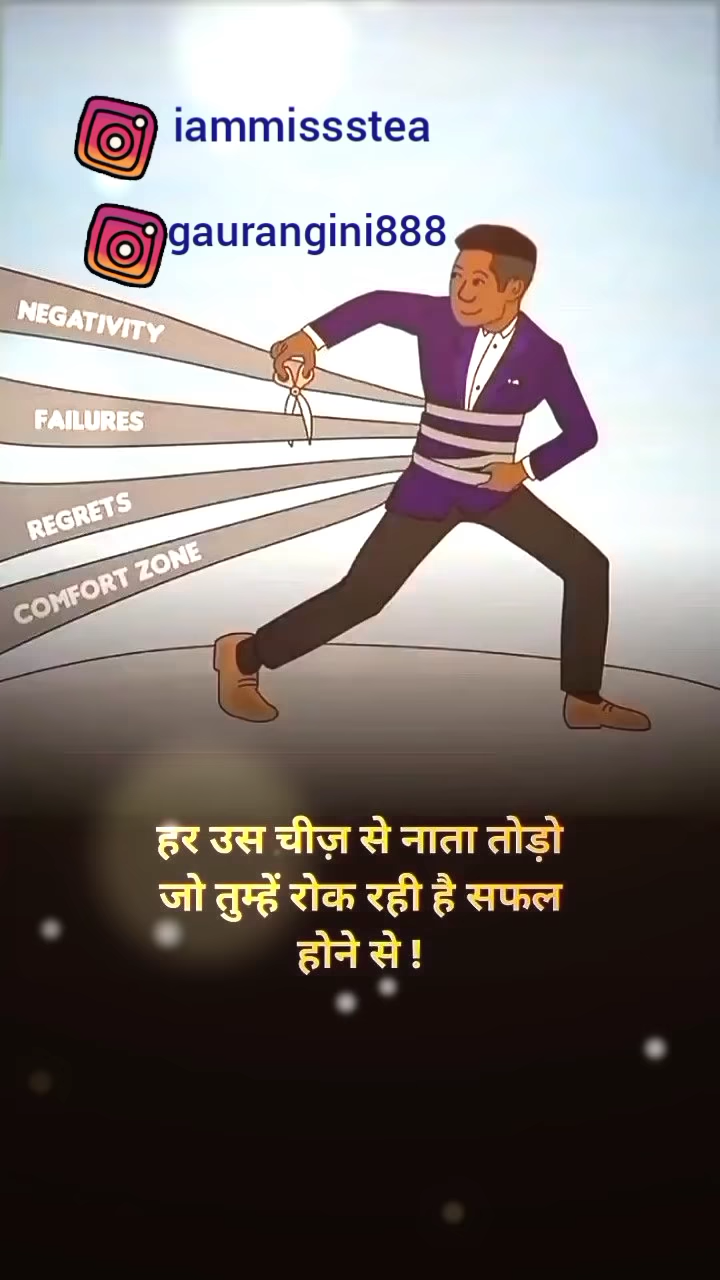 iammissstea
gaurangini888
NEGATIVITY
FAILURES
REGRETS
COMFORT ZONE
हर उस चीज़ से नाता तोड़ो
जो तुम्हें रोक रही है सफल
होने से !